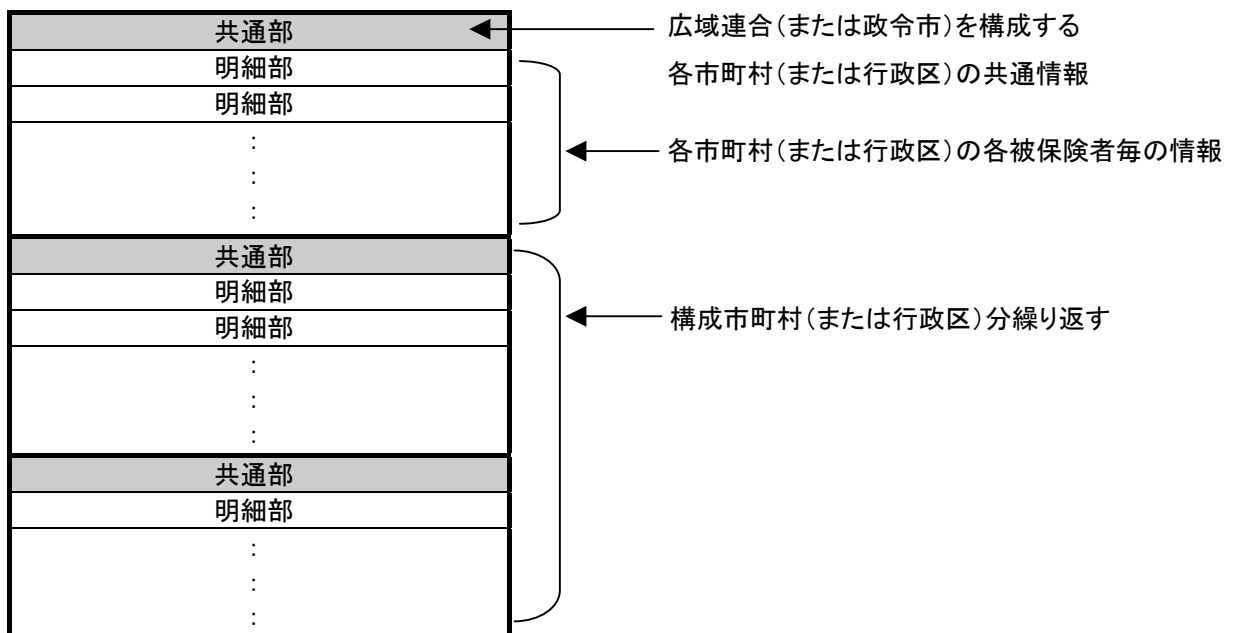 共通部
広域連合(または政令市)を構成する
明細部
各市町村(または行政区)の共通情報
明細部
:
各市町村(または行政区)の各被保険者毎の情報
:
:
共通部
明細部
明細部
構成市町村(または行政区)分繰り返す
:
:
:
共通部
明細部
:
:
: